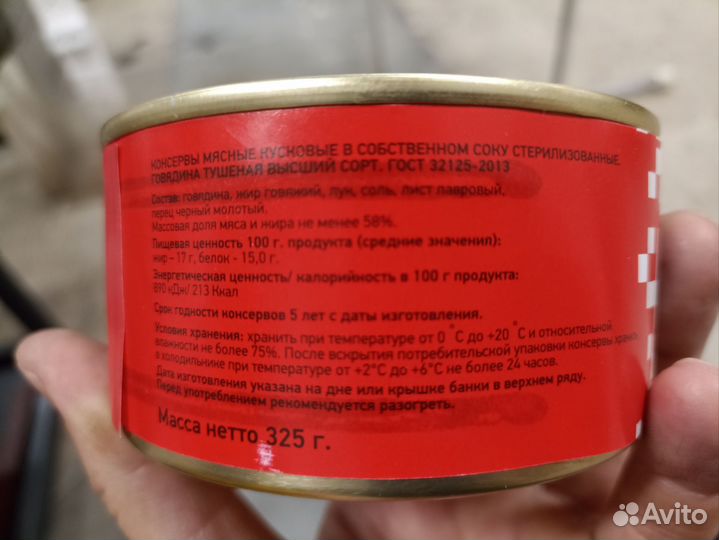 КОНСЕРВЫ МЯСНЫЕ КУСКОВЫЕ В СОБСТВЕННОМ СОКУ СТЕРИЛИЗОВАННЫЕ.
ГОВЯДИНА ТУШЕНАЯ ВЫСШИЙ СОРТ. ГОСТ 32125-2013
Состав: говядина, жир говяжий, лук, соль, лист лавровый,
перец черный молотый.
Массовая доля мяса и жира не менее 58%.
Пищевая ценность 100 г. продукта (средние значения):
жир – 17 г, белок - 15,0 г.
Энергетическая ценность/ калорийность в 100 г продукта:
890 кДж/ 213 Ккал
Срок годности консервов 5 лет с даты изготовления.
Условия хранения: хранить при температуре от 0 °С до +20 °С и относительной
влажности не более 75%. После вскрытия потребительской упаковки консервы хранить
в холодильнике при температуре от +2°С до +6°С не более 24 часов.
Дата изготовления указана на дне или крышке банки в верхнем ряду.
Перед употреблением рекомендуется разогреть.
Масса нетто 325 г.
Avito